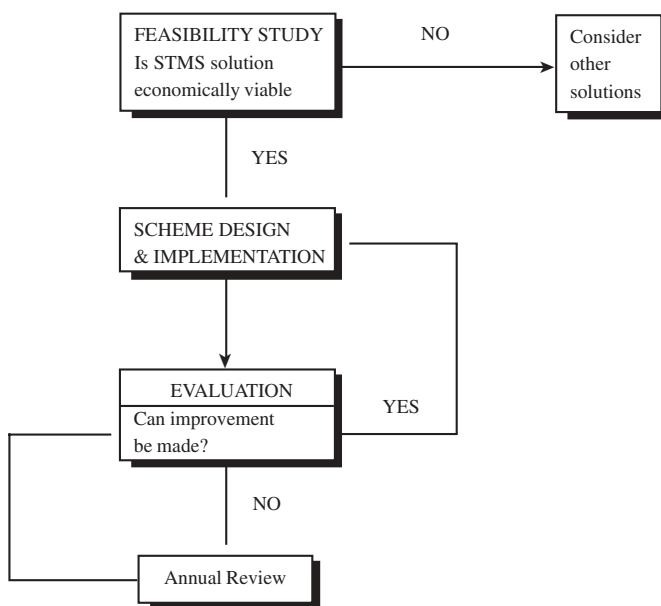 FEASIBILITY STUDY
Is STMS solution
economically viable
NO
Consider
other
solutions
YES
SCHEME DESIGN
& IMPLEMENTATION
EVALUATION
Can improvement
be made?
YES
NO
Annual Review